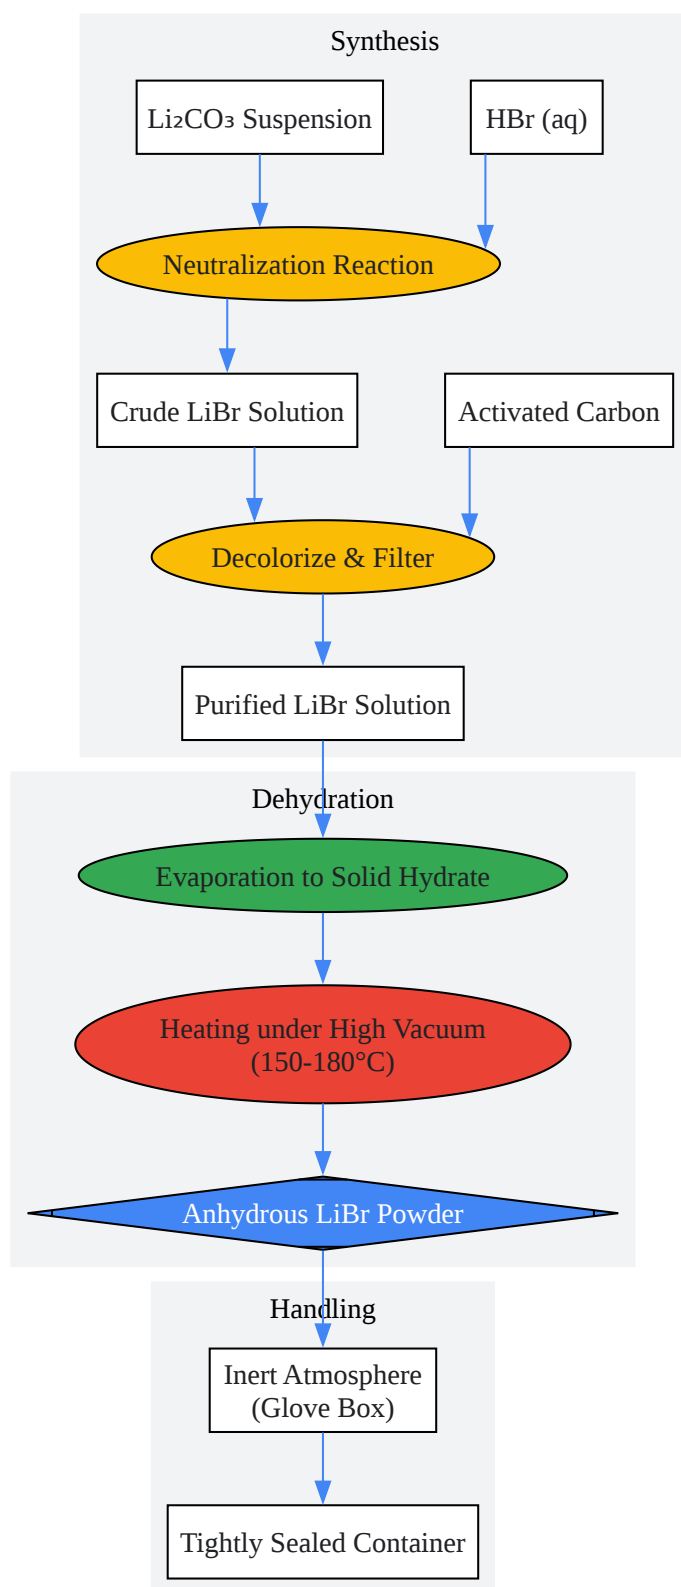 Synthesis
Li₂CO₃ Suspension
HBr (aq)
Neutralization Reaction
Crude LiBr Solution
Activated Carbon
Decolorize & Filter
Purified LiBr Solution
Dehydration
Evaporation to Solid Hydrate
Heating under High Vacuum
(150-180°C)
Anhydrous LiBr Powder
Handling
Inert Atmosphere
(Glove Box)
Tightly Sealed Container